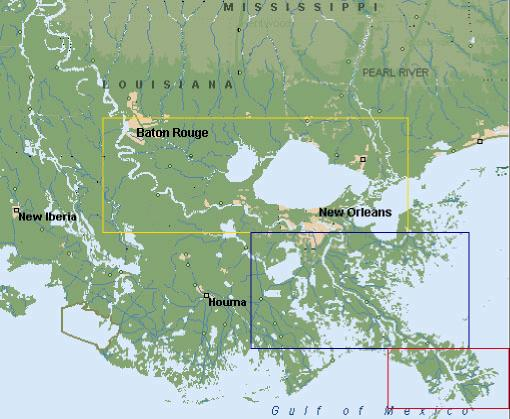 MISSISSIPPI
PEARL RIVER
LOUISIANA
Baton Rouge
New Orleans
New Iberia
Houma
Gulf of Mexico